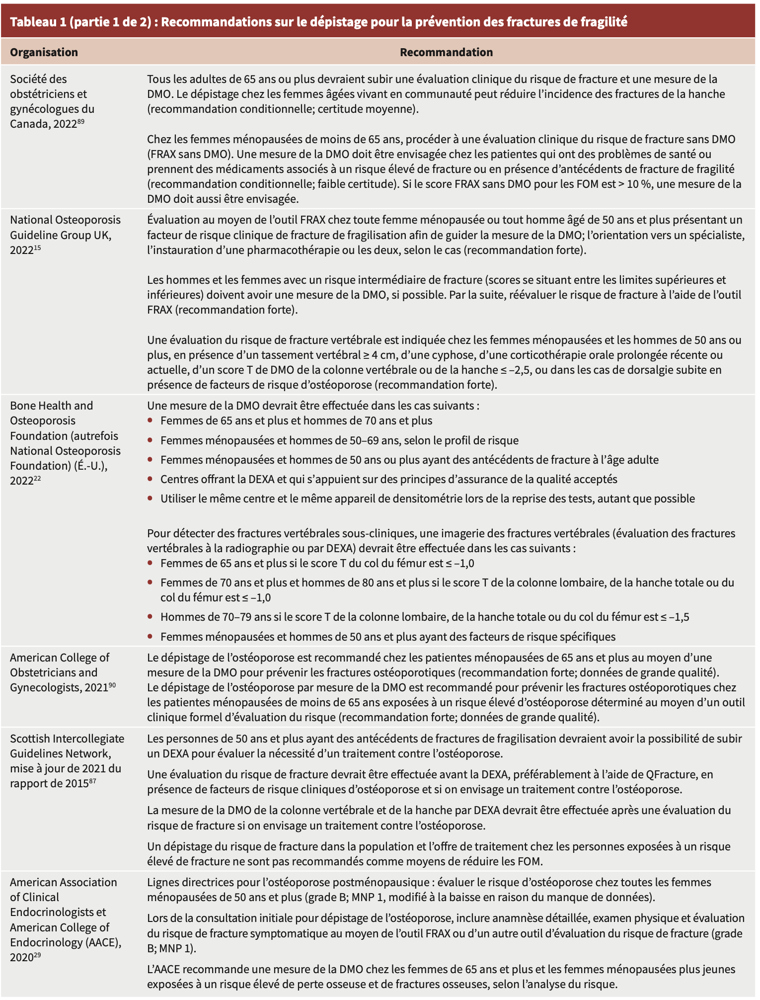 Tableau 1 (partie 1 de 2) : Recommandations sur le dépistage pour la prévention des fractures de fragilité
Organisation
Recommandation
Société des
obstétriciens et
gynécologues du
Canada, 2022⁸⁹
Tous les adultes de 65 ans ou plus devraient subir une évaluation clinique du risque de fracture et une mesure de la
DMO. Le dépistage chez les femmes âgées vivant en communauté peut réduire l’incidence des fractures de la hanche
(recommandation conditionnelle; certitude moyenne).
Chez les femmes ménopausées de moins de 65 ans, procéder à une évaluation clinique du risque de fracture sans DMO
(FRAX sans DMO). Une mesure de la DMO doit être envisagée chez les patientes qui ont des problèmes de santé ou
prennent des médicaments associés à un risque élevé de fracture ou en présence d’antécédents de fracture de fragilité
(recommandation conditionnelle; faible certitude). Si le score FRAX sans DMO pour les FOM est > 10 %, une mesure de la
DMO doit aussi être envisagée.
National Osteoporosis
Guideline Group UK,
2022¹⁵
Évaluation au moyen de l’outil FRAX chez toute femme ménopausée ou tout homme âgé de 50 ans et plus présentant un
facteur de risque clinique de fracture de fragilisation afin de guider la mesure de la DMO; l’orientation vers un spécialiste,
l’instauration d’une pharmacothérapie ou les deux, selon le cas (recommandation forte).
Les hommes et les femmes avec un risque intermédiaire de fracture (scores se situant entre les limites supérieures et
inférieures) doivent avoir une mesure de la DMO, si possible. Par la suite, réévaluer le risque de fracture à l’aide de l’outil
FRAX (recommandation forte).
Une évaluation du risque de fracture vertébrale est indiquée chez les femmes ménopausées et les hommes de 50 ans ou
plus, en présence d’un tassement vertébral ≥ 4 cm, d’une cyphose, d’une corticothérapie orale prolongée récente ou
actuelle, d’un score T de DMO de la colonne vertébrale ou de la hanche ≤ –2,5, ou dans les cas de dorsalgie subite en
présence de facteurs de risque d’ostéoporose (recommandation forte).
Bone Health and
Osteoporosis
Foundation (autrefois
National Osteoporosis
Foundation) (É.-U.),
2022²²
Une mesure de la DMO devrait être effectuée dans les cas suivants :
• Femmes de 65 ans et plus et hommes de 70 ans et plus
• Femmes ménopausées et hommes de 50–69 ans, selon le profil de risque
• Femmes ménopausées et hommes de 50 ans ou plus ayant des antécédents de fracture à l’âge adulte
• Centres offrant la DEXA et qui s’appuient sur des principes d’assurance de la qualité acceptés
• Utiliser le même centre et le même appareil de densitométrie lors de la reprise des tests, autant que possible
Pour détecter des fractures vertébrales sous-cliniques, une imagerie des fractures vertébrales (évaluation des fractures
vertébrales à la radiographie ou par DEXA) devrait être effectuée dans les cas suivants :
• Femmes de 65 ans et plus si le score T du col du fémur est ≤ –1,0
• Femmes de 70 ans et plus et hommes de 80 ans et plus si le score T de la colonne lombaire, de la hanche totale ou du
col du fémur est ≤ –1,0
• Hommes de 70–79 ans si le score T de la colonne lombaire, de la hanche totale ou du col du fémur est ≤ –1,5
• Femmes ménopausées et hommes de 50 ans et plus ayant des facteurs de risque spécifiques
American College of
Obstetricians and
Gynecologists, 2021⁹⁰
Le dépistage de l’ostéoporose est recommandé chez les patientes ménopausées de 65 ans et plus au moyen d’une
mesure de la DMO pour prévenir les fractures ostéoporotiques (recommandation forte; données de grande qualité).
Le dépistage de l’ostéoporose par mesure de la DMO est recommandé pour prévenir les fractures ostéoporotiques chez
les patientes ménopausées de moins de 65 ans exposées à un risque élevé d’ostéoporose déterminé au moyen d’un outil
clinique formel d’évaluation du risque (recommandation forte; données de grande qualité).
Scottish Intercollegiate
Guidelines Network,
mise à jour de 2021 du
rapport de 2015⁸⁷
Les personnes de 50 ans et plus ayant des antécédents de fractures de fragilisation devraient avoir la possibilité de subir
un DEXA pour évaluer la nécessité d’un traitement contre l’ostéoporose.
Une évaluation du risque de fracture devrait être effectuée avant la DEXA, préférablement à l’aide de QFracture, en
présence de facteurs de risque cliniques d’ostéoporose et si on envisage un traitement contre l’ostéoporose.
La mesure de la DMO de la colonne vertébrale et de la hanche par DEXA devrait être effectuée après une évaluation du
risque de fracture si on envisage un traitement contre l’ostéoporose.
Un dépistage du risque de fracture dans la population et l’offre de traitement chez les personnes exposées à un risque
élevé de fracture ne sont pas recommandés comme moyens de réduire les FOM.
American Association
of Clinical
Endocrinologists et
American College of
Endocrinology (AACE),
2020²⁹
Lignes directrices pour l’ostéoporose postménopausique : évaluer le risque d’ostéoporose chez toutes les femmes
ménopausées de 50 ans et plus (grade B; MNP 1, modifié à la baisse en raison du manque de données).
Lors de la consultation initiale pour dépistage de l’ostéoporose, inclure anamnèse détaillée, examen physique et évaluation
du risque de fracture symptomatique au moyen de l’outil FRAX ou d’un autre outil d’évaluation du risque de fracture (grade
B; MNP 1).
L’AACE recommande une mesure de la DMO chez les femmes de 65 ans et plus et les femmes ménopausées plus jeunes
exposées à un risque élevé de perte osseuse et de fractures osseuses, selon l’analyse du risque.